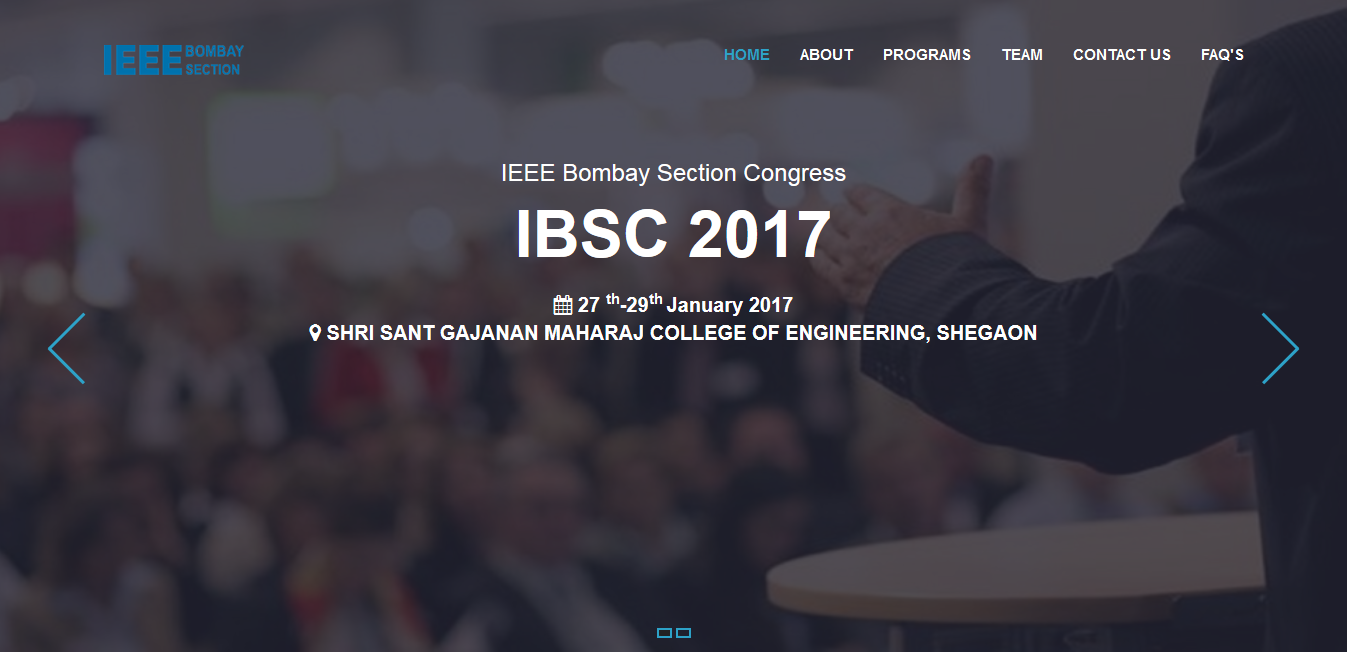 IEEE BOMBAY SECTION
HOME ABOUT PROGRAMS TEAM CONTACT US FAQ'S
IEEE Bombay Section Congress
IBSC 2017
27 th-29th January 2017
SHRI SANT GAJANAN MAHARAJ COLLEGE OF ENGINEERING, SHEGAON